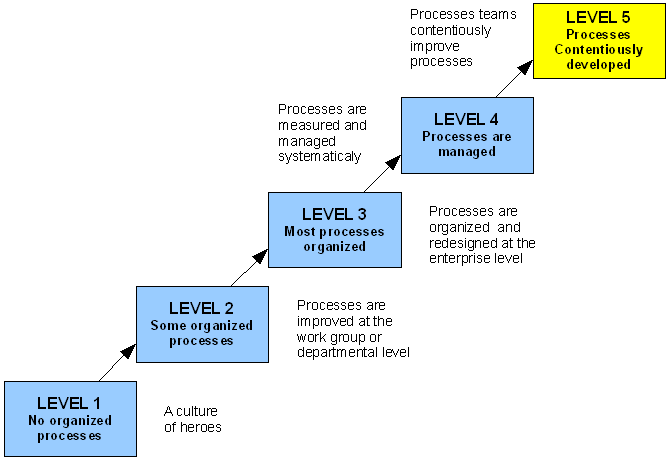 Processes teams
contentiously
improve
processes
LEVEL 5
Processes
Contentiously
developed
Processes are
measured and
managed
systematicaly
LEVEL 4
Processes are
managed
LEVEL 3
Most processes
organized
Processes are
organized and
redesigned at the
enterprise level
LEVEL 2
Some organized
processes
Processes are
improved at the
work group or
departmental level
LEVEL 1
No organized
processes
A culture
of heroes